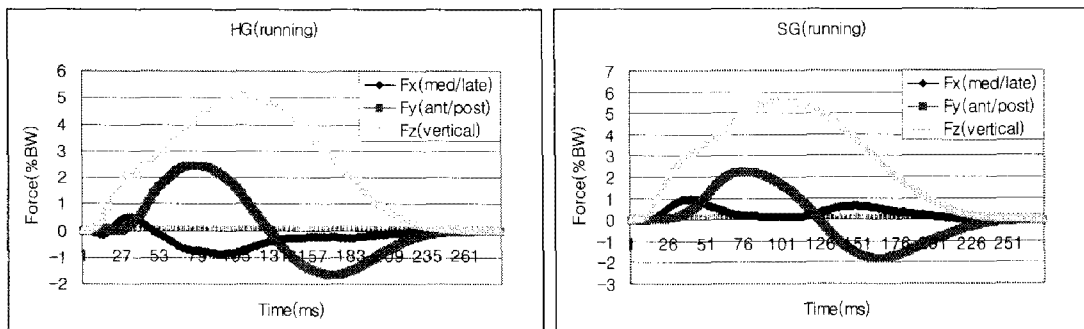 HG(running)
6
5
4
3
2
1
0
-1
-2
Force(%BW)
Fx(med/late)
Fy(ant/post)
Fz(vertical)
1 27 53 79 105 131 157 183 209 235 261
Time(ms)
SG(running)
7
6
5
4
3
2
1
0
-1
-2
-3
Force(%BW)
Fx(med/late)
Fy(ant/post)
Fz(vertical)
1 26 51 76 101 126 151 176 201 226 251
Time(ms)